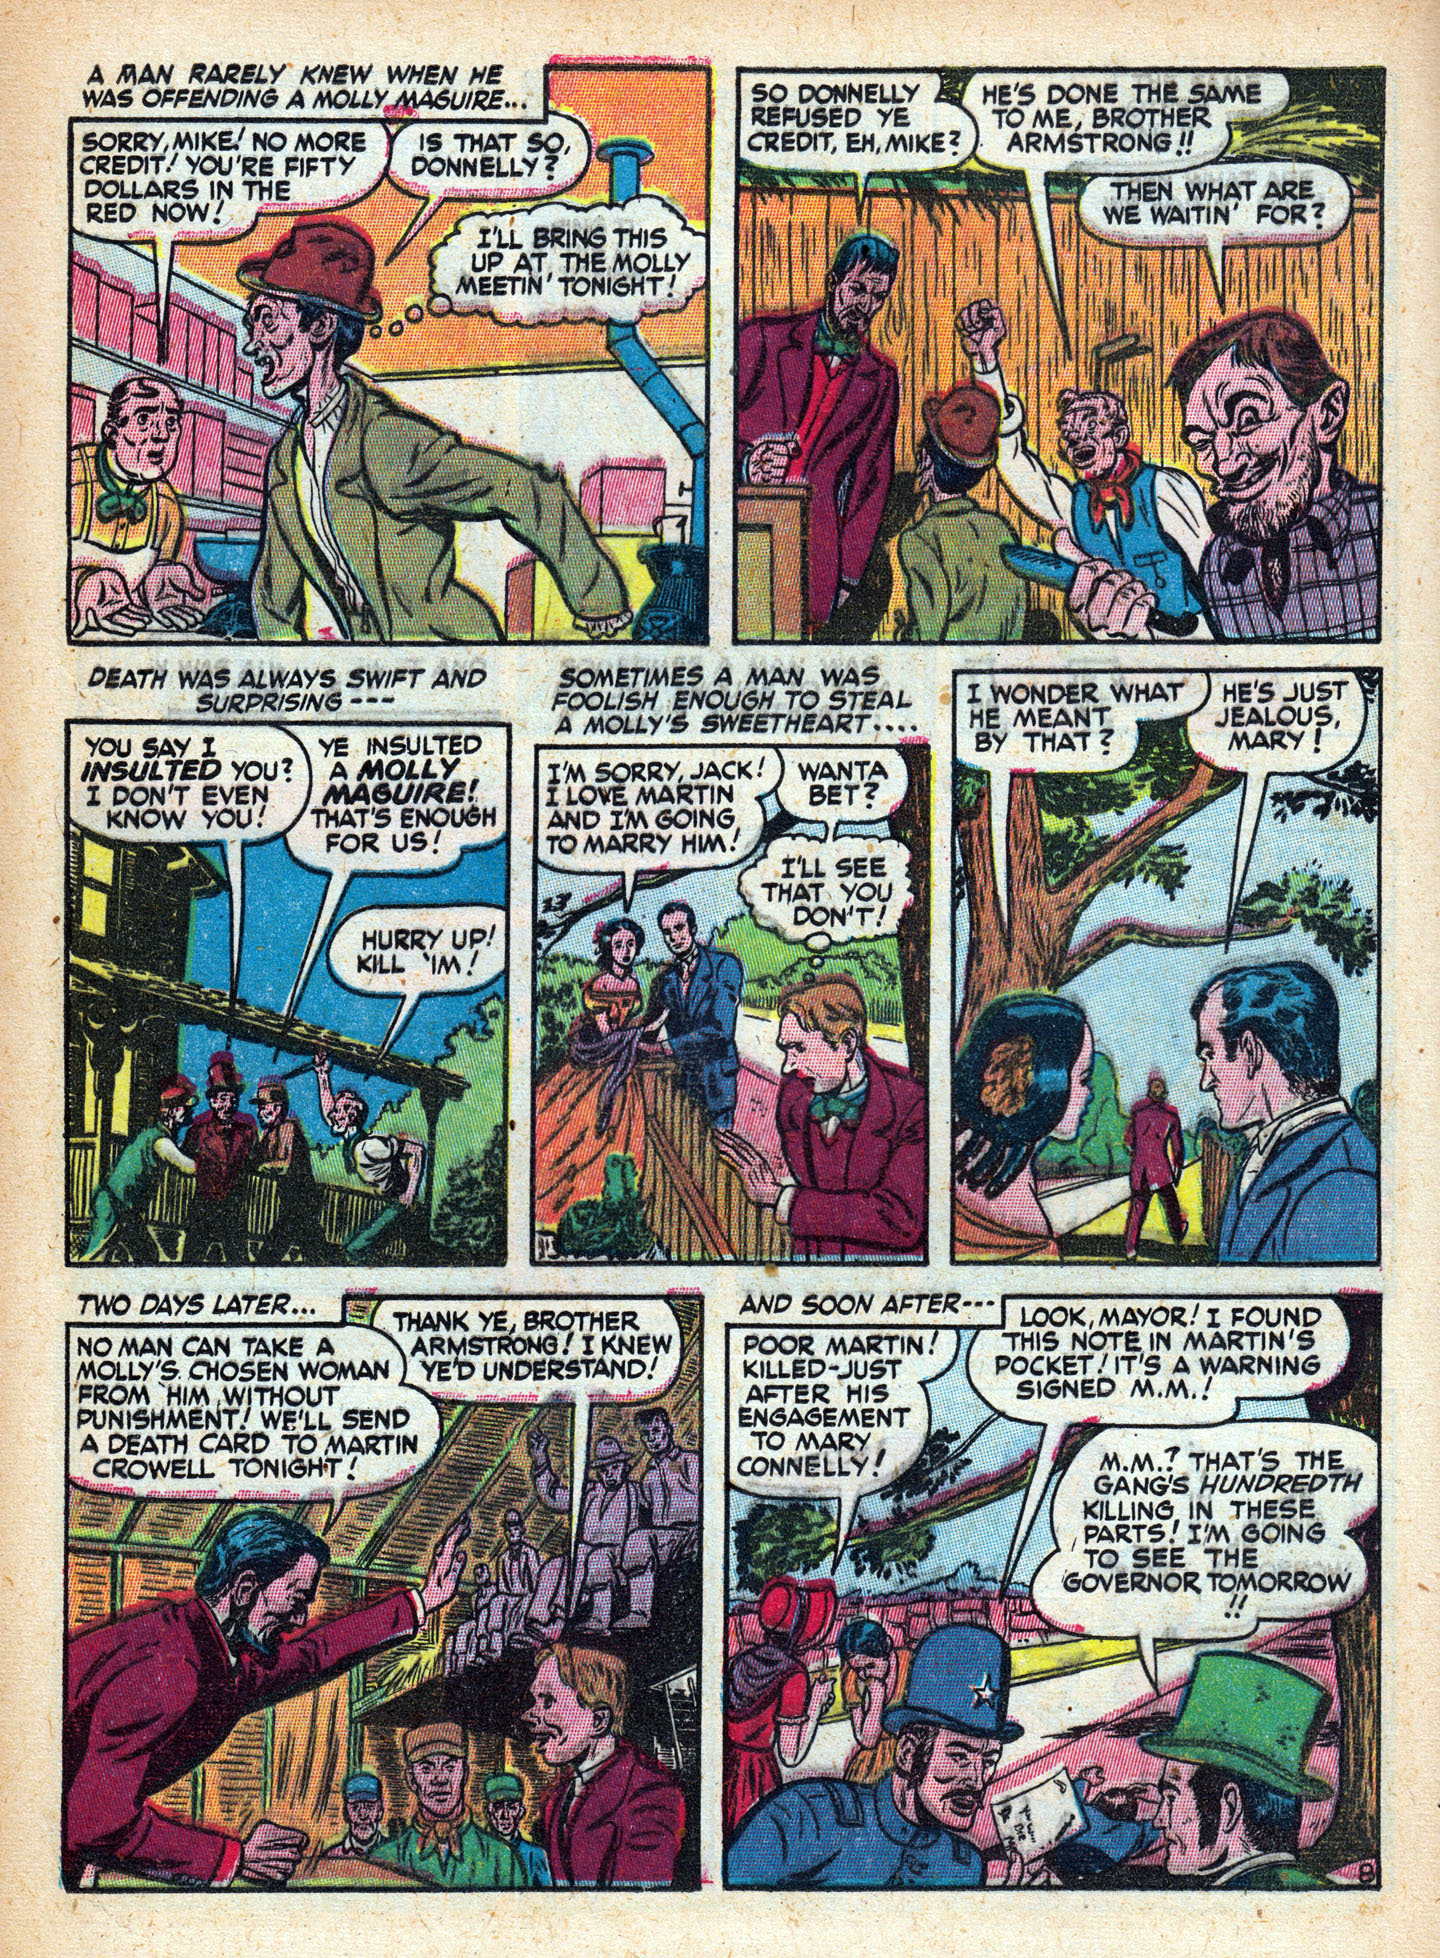 A MAN RARELY KNEW WHEN HE
WAS OFFENDING A MOLLY MAGUIRE...
SORRY, MIKE! NO MORE
CREDIT! YOU'RE FIFTY
DOLLARS IN THE
RED NOW!
IS THAT SO,
DONNELLY?
I'LL BRING THIS
UP AT THE MOLLY
MEETIN' TONIGHT!
SO DONNELLY
REFUSED YE
CREDIT, EH, MIKE?
HE'S DONE THE SAME
TO ME, BROTHER
ARMSTRONG!!
THEN WHAT ARE
WE WAITIN' FOR?
DEATH WAS ALWAYS SWIFT AND
SURPRISING---
YOU SAY I
INSULTED YOU?
I DON'T EVEN
KNOW YOU!
YE INSULTED
A MOLLY
MAGUIRE!
THAT'S ENOUGH
FOR US!
HURRY UP!
KILL 'IM!
SOMETIMES A MAN WAS
FOOLISH ENOUGH TO STEAL
A MOLLY'S SWEETHEART....
I'M SORRY, JACK!
I LOVE MARTIN
AND I'M GOING
TO MARRY HIM!
WANTA
BET?
I'LL SEE
THAT YOU
DON'T!
I WONDER WHAT
HE MEANT
BY THAT?
HE'S JUST
JEALOUS,
MARY!
TWO DAYS LATER...
NO MAN CAN TAKE A
MOLLY'S CHOSEN WOMAN
FROM HIM WITHOUT
PUNISHMENT! WE'LL SEND
A DEATH CARD TO MARTIN
CROWELL TONIGHT!
THANK YE, BROTHER
ARMSTRONG! I KNEW
YE'D UNDERSTAND!
AND SOON AFTER---
POOR MARTIN!
KILLED-JUST
AFTER HIS
ENGAGEMENT
TO MARY
CONNELLY!
LOOK, MAYOR! I FOUND
THIS NOTE IN MARTIN'S
POCKET! IT'S A WARNING
SIGNED M.M.!
M.M.? THAT'S THE
GANG'S HUNDREDTH
KILLING IN THESE
PARTS! I'M GOING
TO SEE THE
GOVERNOR TOMORROW
!!
8